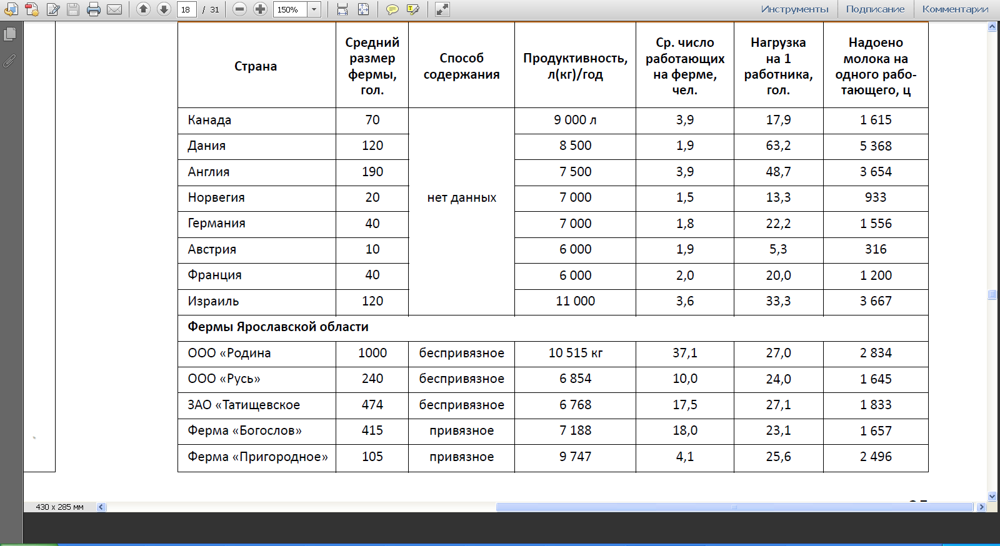 18 / 31 150% Инструменты Подписание Комментарии
Страна Средний размер фермы, гол. Способ содержания Продуктивность, л(кг)/год Ср. число работающих на ферме, чел. Нагрузка на 1 работника, гол. Надоено молока на одного рабо- тающего, ц
Канада 70 9 000 л 3,9 17,9 1 615
Дания 120 8 500 1,9 63,2 5 368
Англия 190 7 500 3,9 48,7 3 654
Норвегия 20 нет данных 7 000 1,5 13,3 933
Германия 40 7 000 1,8 22,2 1 556
Австрия 10 6 000 1,9 5,3 316
Франция 40 6 000 2,0 20,0 1 200
Израиль 120 11 000 3,6 33,3 3 667
Фермы Ярославской области
ООО «Родина 1000 беспривязное 10 515 кг 37,1 27,0 2 834
ООО «Русь» 240 беспривязное 6 854 10,0 24,0 1 645
ЗАО «Татищевское 474 беспривязное 6 768 17,5 27,1 1 833
Ферма «Богослов» 415 привязное 7 188 18,0 23,1 1 657
Ферма «Пригородное» 105 привязное 9 747 4,1 25,6 2 496
430 x 285 мм